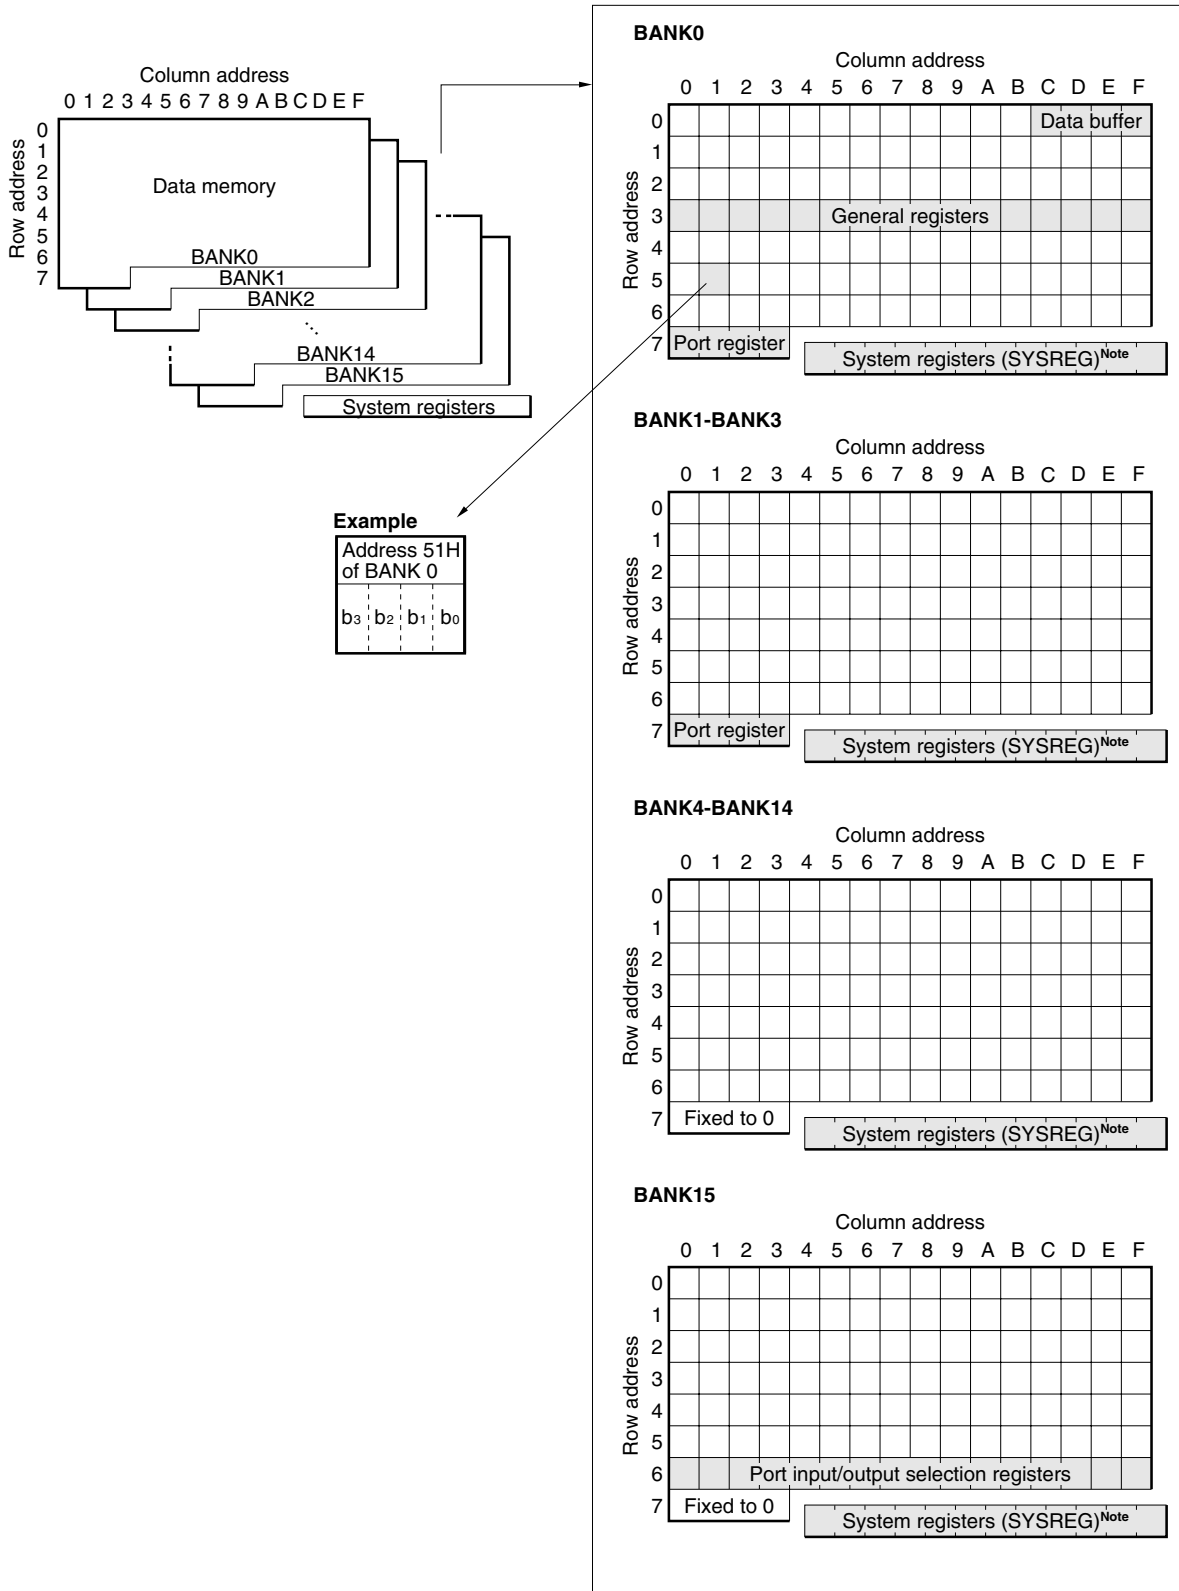 Column address
0 1 2 3 4 5 6 7 8 9 A B C D E F
Row address
0
1
2
3
4
5
6
7
Data memory
BANK0
BANK1
BANK2
BANK14
BANK15
System registers
Example
Address 51H
of BANK 0
b3 b2 b1 b0
BANK0
Column address
0 1 2 3 4 5 6 7 8 9 A B C D E F
Row address
0 Data buffer
1
2
3 General registers
4
5
6
7 Port register
System registers (SYSREG)Note
BANK1-BANK3
Column address
0 1 2 3 4 5 6 7 8 9 A B C D E F
Row address
0
1
2
3
4
5
6
7 Port register
System registers (SYSREG)Note
BANK4-BANK14
Column address
0 1 2 3 4 5 6 7 8 9 A B C D E F
Row address
0
1
2
3
4
5
6
7 Fixed to 0
System registers (SYSREG)Note
BANK15
Column address
0 1 2 3 4 5 6 7 8 9 A B C D E F
Row address
0
1
2
3
4
5
6 Port input/output selection registers
7 Fixed to 0
System registers (SYSREG)Note